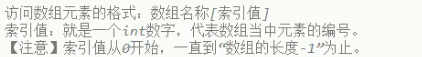 访问数组元素的格式：数组名称[索引值]
索引值：就是一个int数字，代表数组当中元素的编号。
【注意】索引值从0开始，一直到“数组的长度-1”为止。